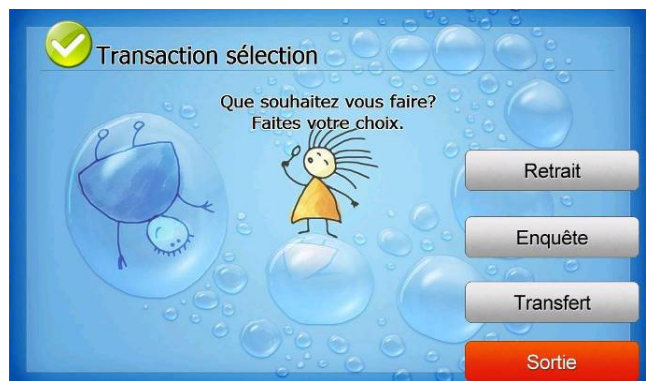 Transaction sélection
Que souhaitez vous faire?
Faites votre choix.
Retrait
Enquête
Transfert
Sortie